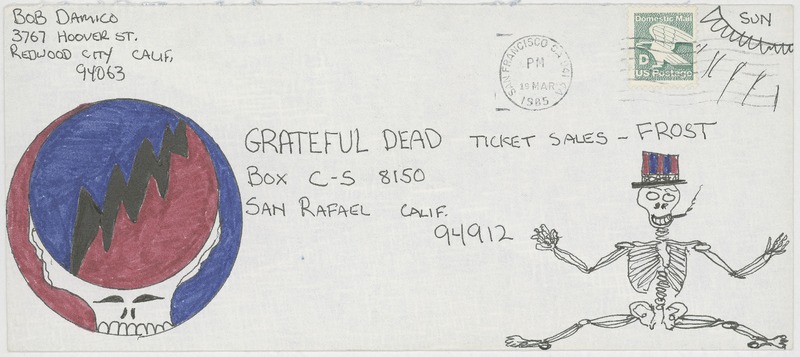 BOB DAMICO
3767 HOOVER ST.
REDWOOD CITY CALIF.
94063
SAN FRANCISCO CA
PM
19 MAR
1985
Domestic Mail
D
US Postage
SUN
GRATEFUL DEAD TICKET SALES – FROST
BOX C-S 8150
SAN RAFAEL CALIF.
94912